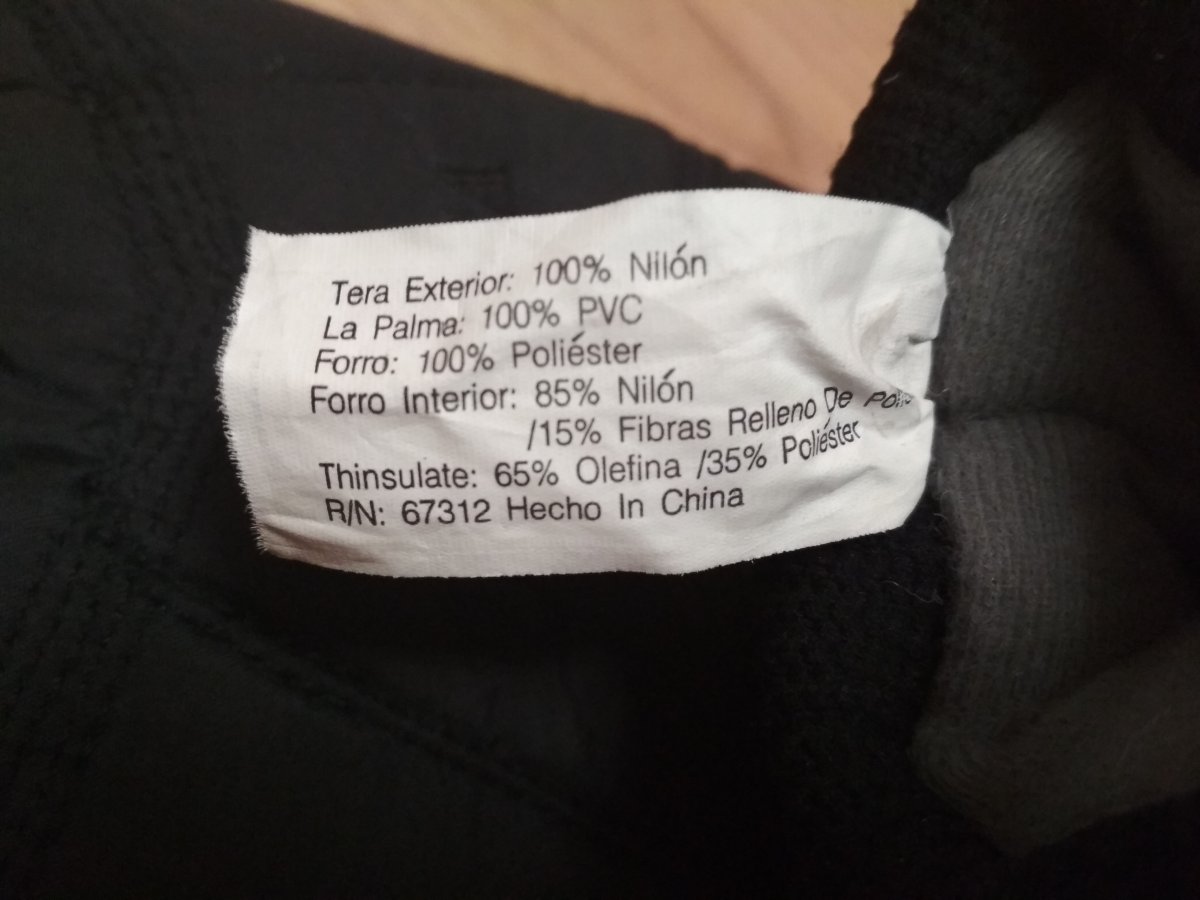 Tera Exterior: 100% Nilón
La Palma: 100% PVC
Forro: 100% Poliéster
Forro Interior: 85% Nilón
/15% Fibras Relleno De
Thinsulate: 65% Olefina /35% Poliéster
R/N: 67312 Hecho In China